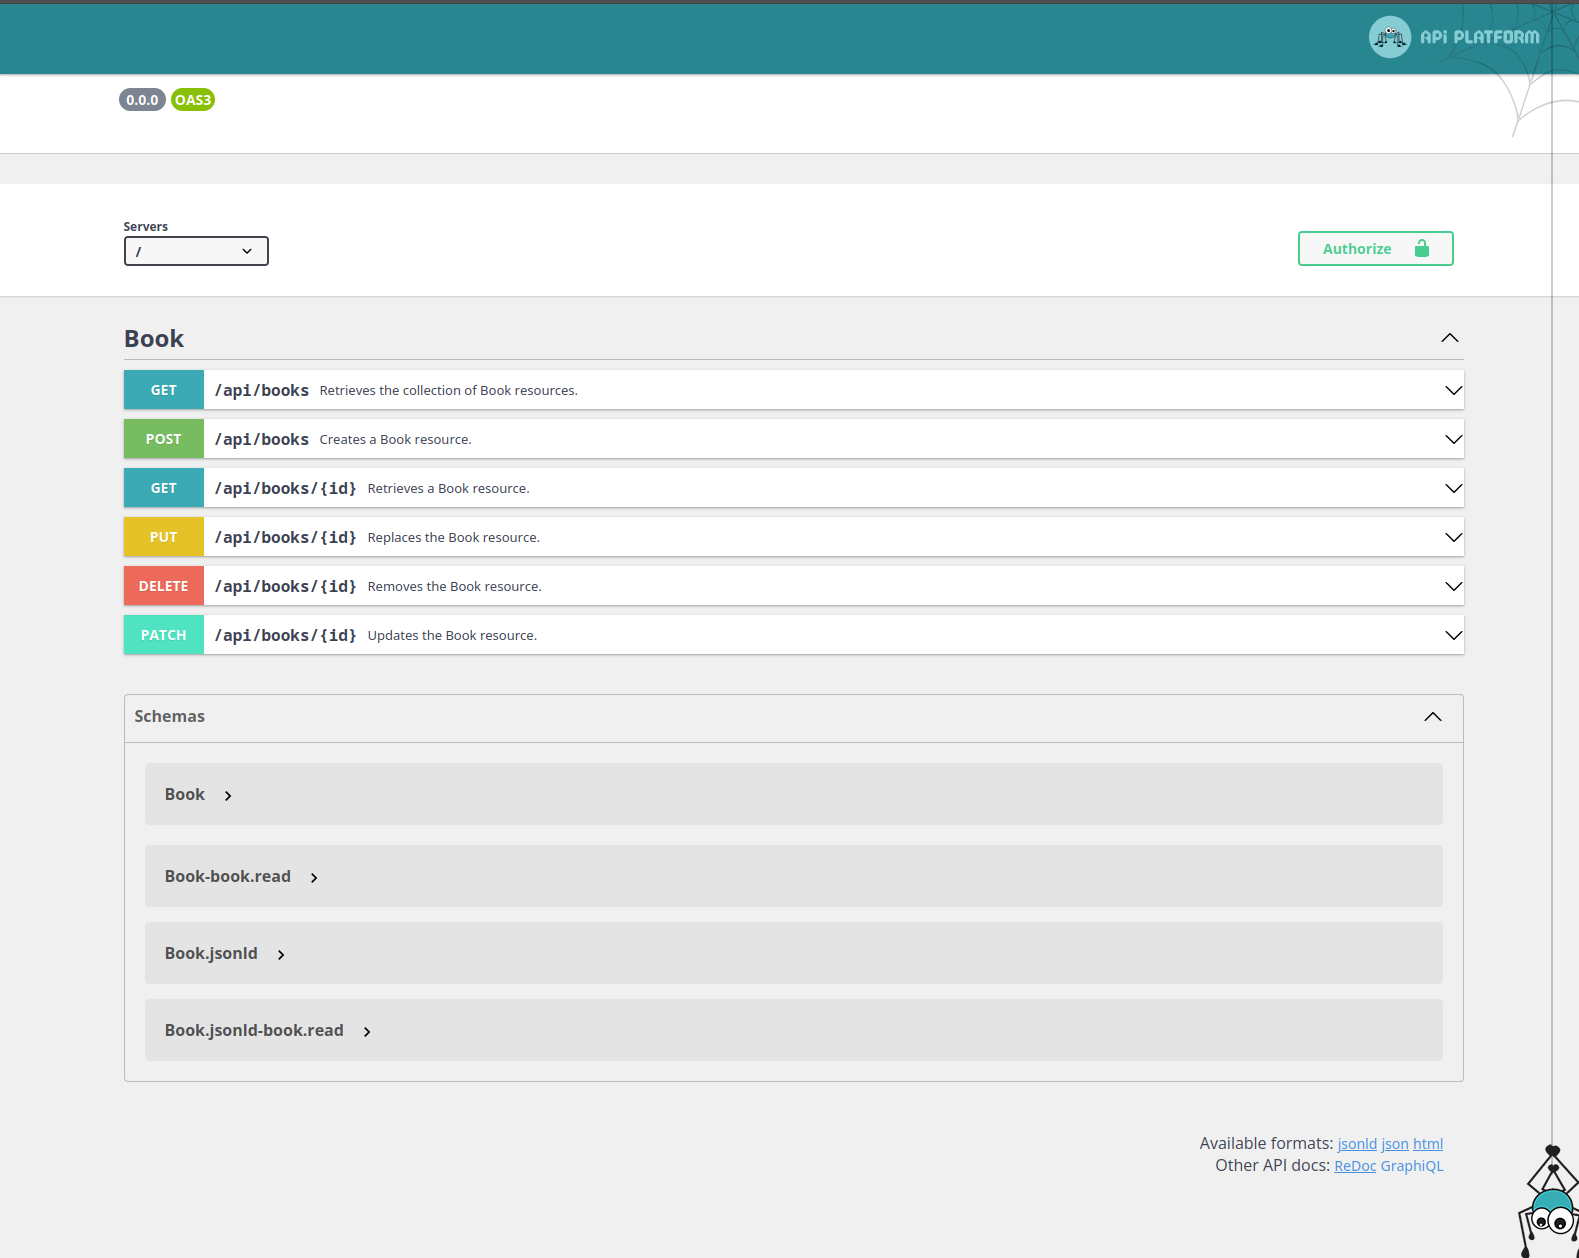 APi PLATFORM
0.0.0 OAS3
Servers
/
Authorize
Book
GET /api/books Retrieves the collection of Book resources.
POST /api/books Creates a Book resource.
GET /api/books/{id} Retrieves a Book resource.
PUT /api/books/{id} Replaces the Book resource.
DELETE /api/books/{id} Removes the Book resource.
PATCH /api/books/{id} Updates the Book resource.
Schemas
Book
Book-book.read
Book.jsonld
Book.jsonld-book.read
Available formats: jsonld json html
Other API docs: ReDoc GraphiQL